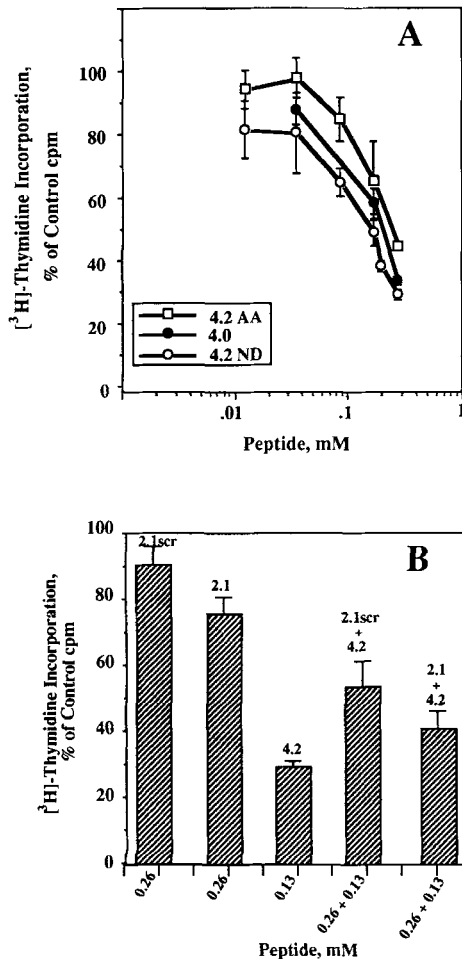 A
[³H]-Thymidine Incorporation,
% of Control cpm
100
80
60
40
20
0
4.2 AA
4.0
4.2 ND
.01
.1
1
Peptide, mM
B
[³H]-Thymidine Incorporation,
% of Control cpm
100
80
60
40
20
0
2.1scr
2.1
4.2
2.1scr
+
4.2
2.1
+
4.2
0.26
0.26
0.13
0.26 + 0.13
0.26 + 0.13
Peptide, mM